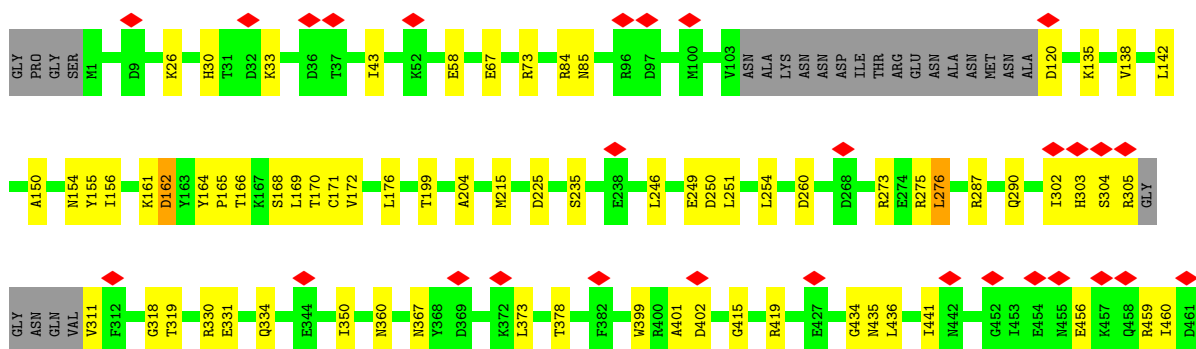 GLY PRO GLY SER M1 D9 K26 H30 T31 D32 K33 D36 T37 I43 K52 E58 E67 R73 R84 N85 R96 D97 M100 V103 ASN ALA LYS ASN ASN ASP ILE THR ARG GLU ASN ALA ASN MET ASN ALA D120 K135 V138 L142
A150 N154 Y155 I156 K161 D162 Y163 Y164 P165 T166 K167 S168 L169 T170 C171 V172 L176 T199 A204 M215 D225 S235 E238 L246 E249 D250 L251 L254 D260 D268 R273 E274 R275 L276 R287 Q290 I302 H303 S304 R305 GLY
GLY ASN GLN VAL V311 F312 G318 T319 R330 E331 Q334 E344 I350 N360 N367 Y368 D369 K372 L373 T378 F382 W399 R400 A401 D402 G415 R419 E427 G434 N435 L436 I441 N442 G452 I453 E454 N455 E456 K457 Q458 R459 I460 D461